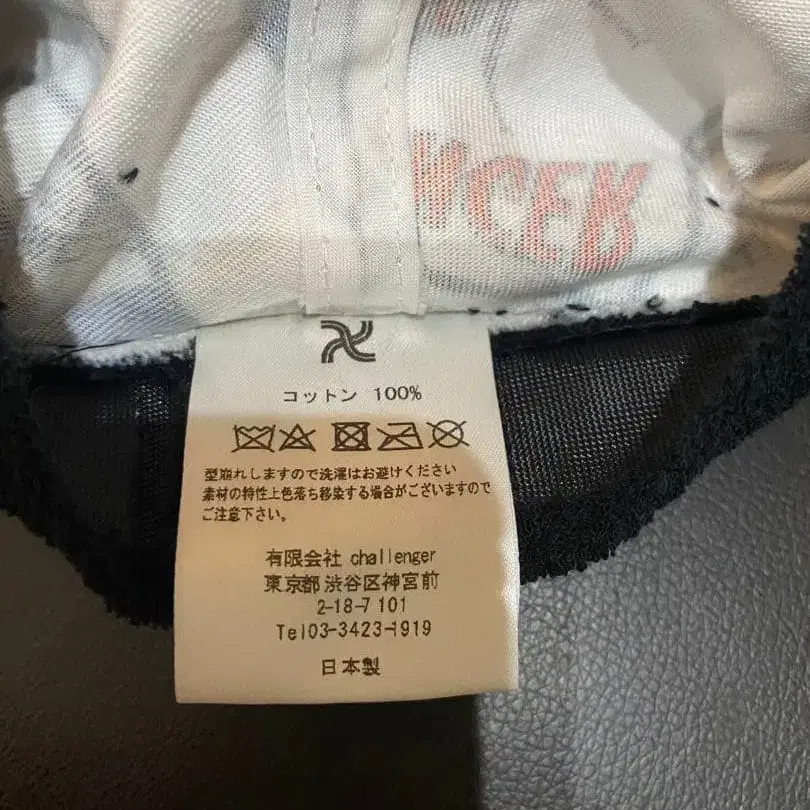 コットン 100%
型崩れしますので洗濯はお避けください
素材の特性上色落ち移染する場合がございますので
ご注意下さい。
有限会社 challenger
東京都 渋谷区神宮前
2-18-7 101
Tel03-3423-1919
日本製